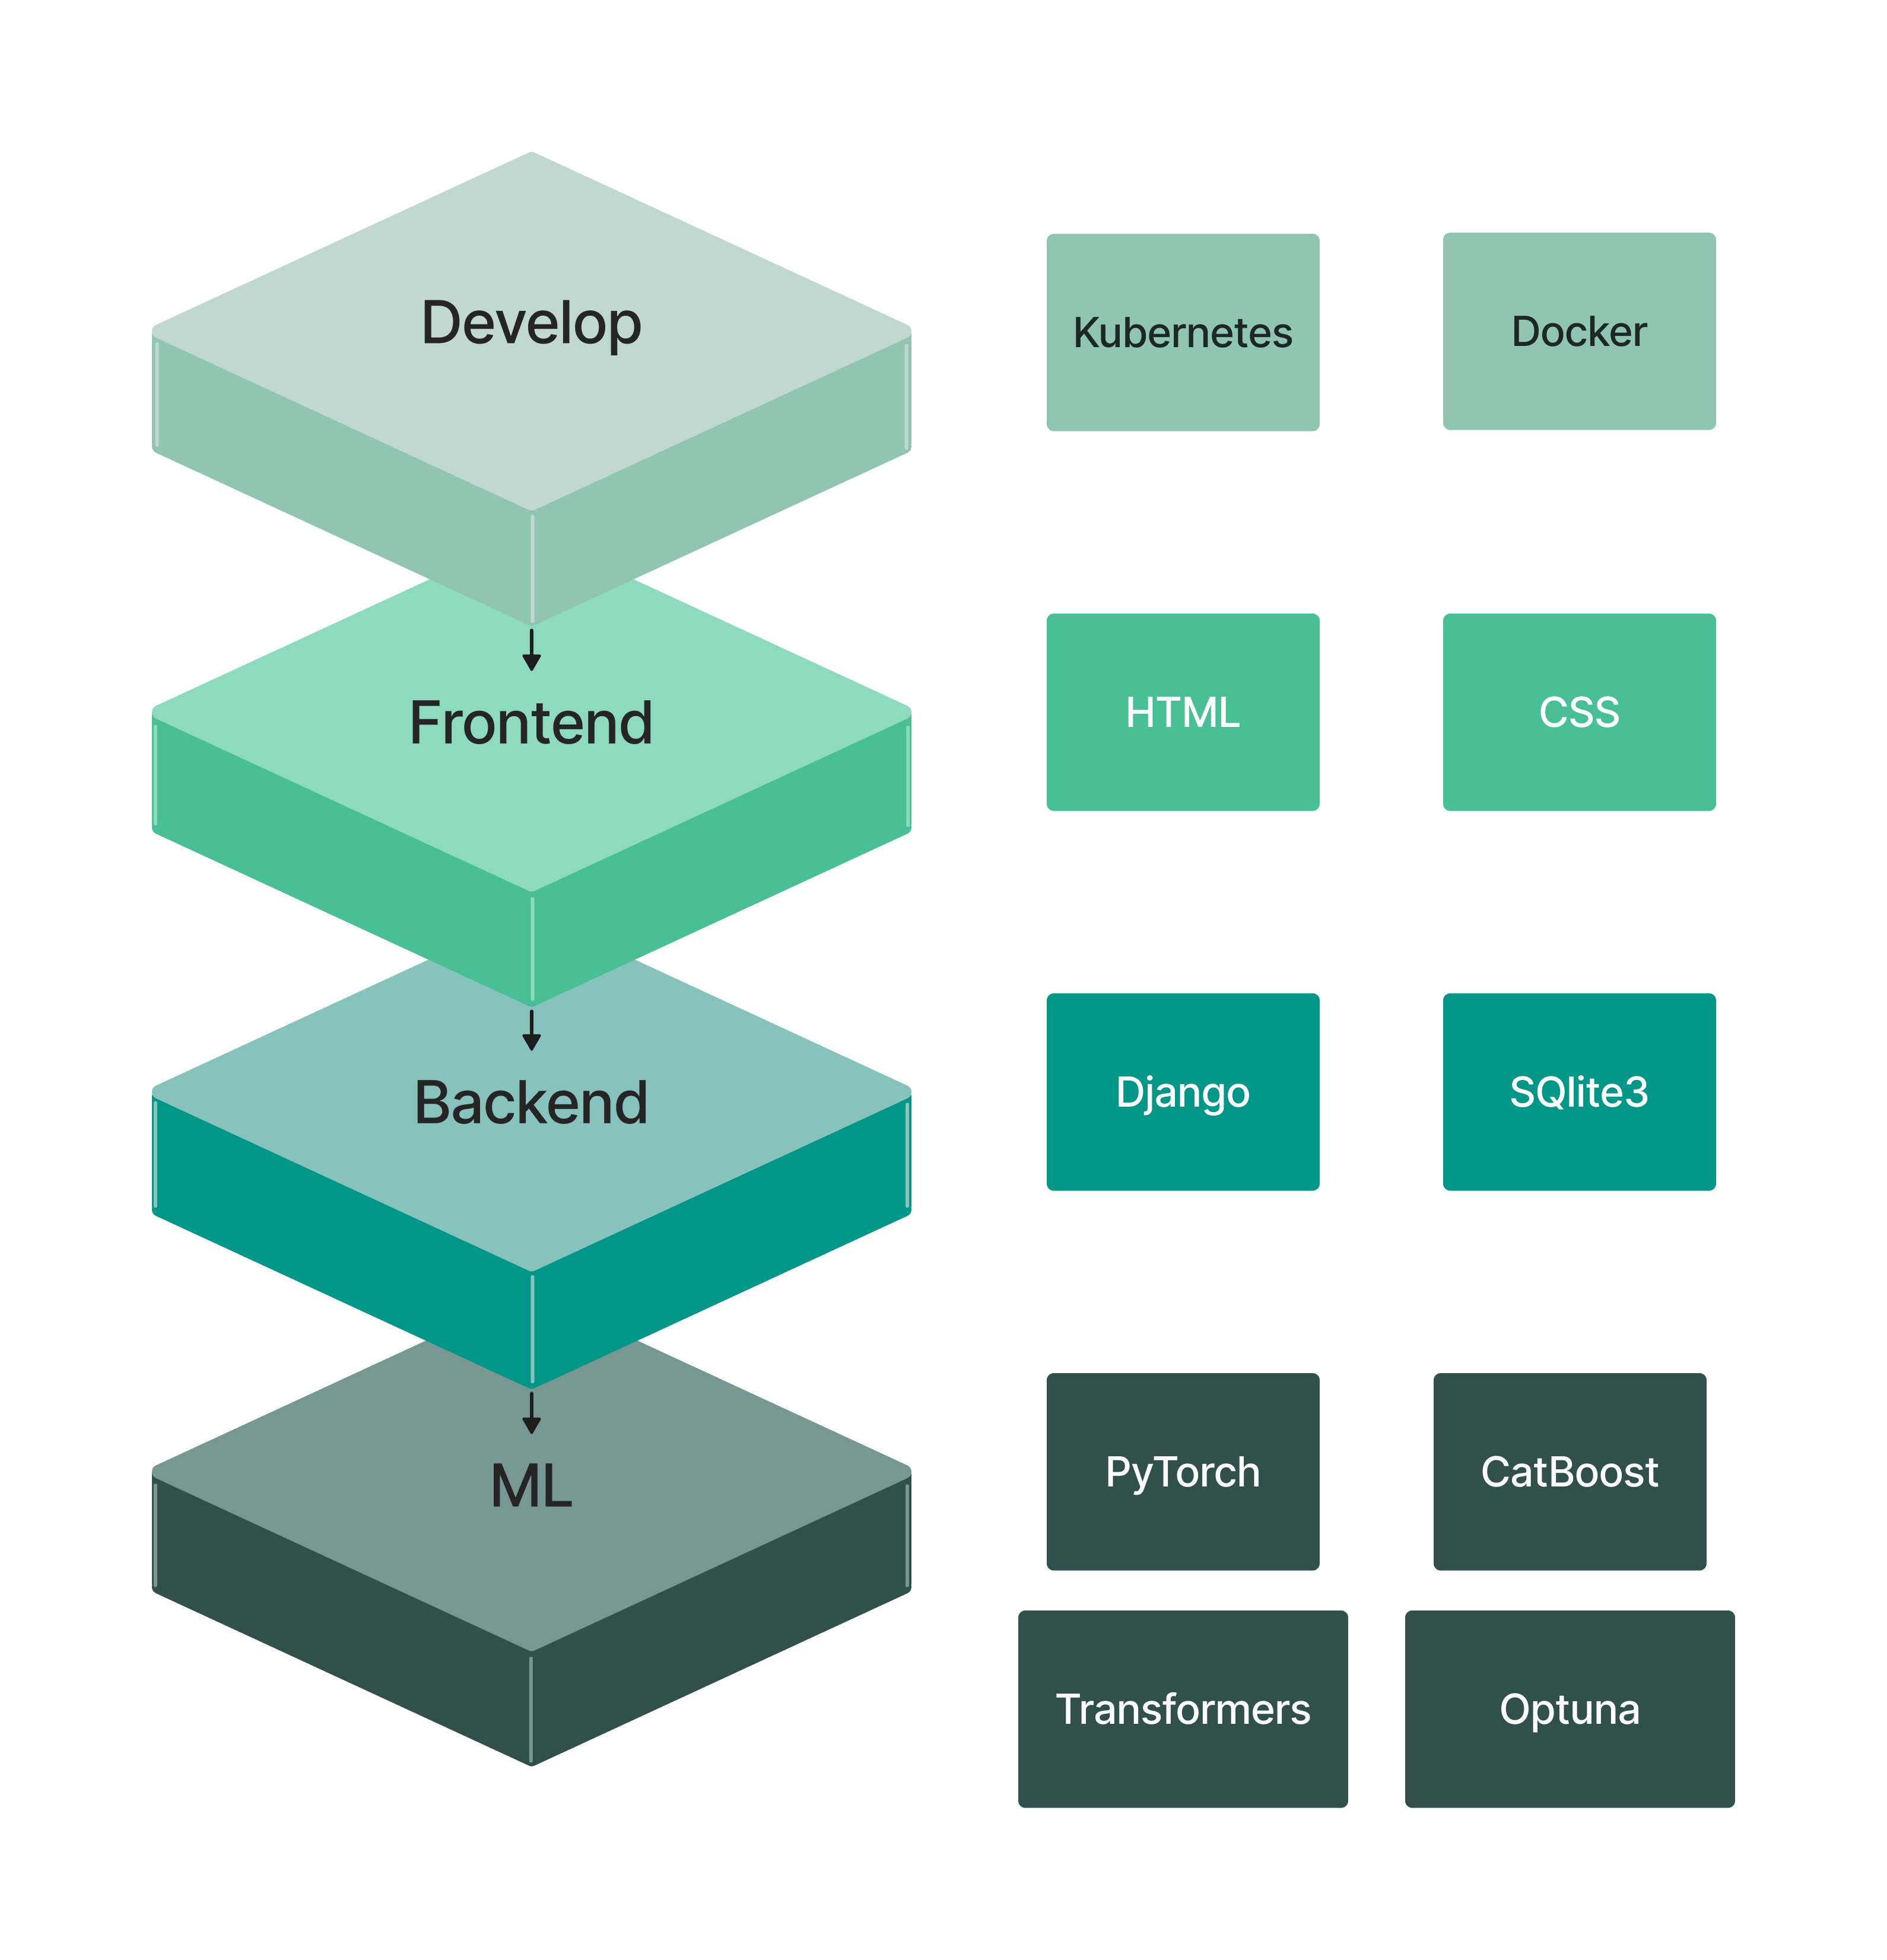 Develop
Kubernetes
Docker
Frontend
HTML
CSS
Backend
Django
SQlite3
ML
PyTorch
CatBoost
Transformers
Optuna